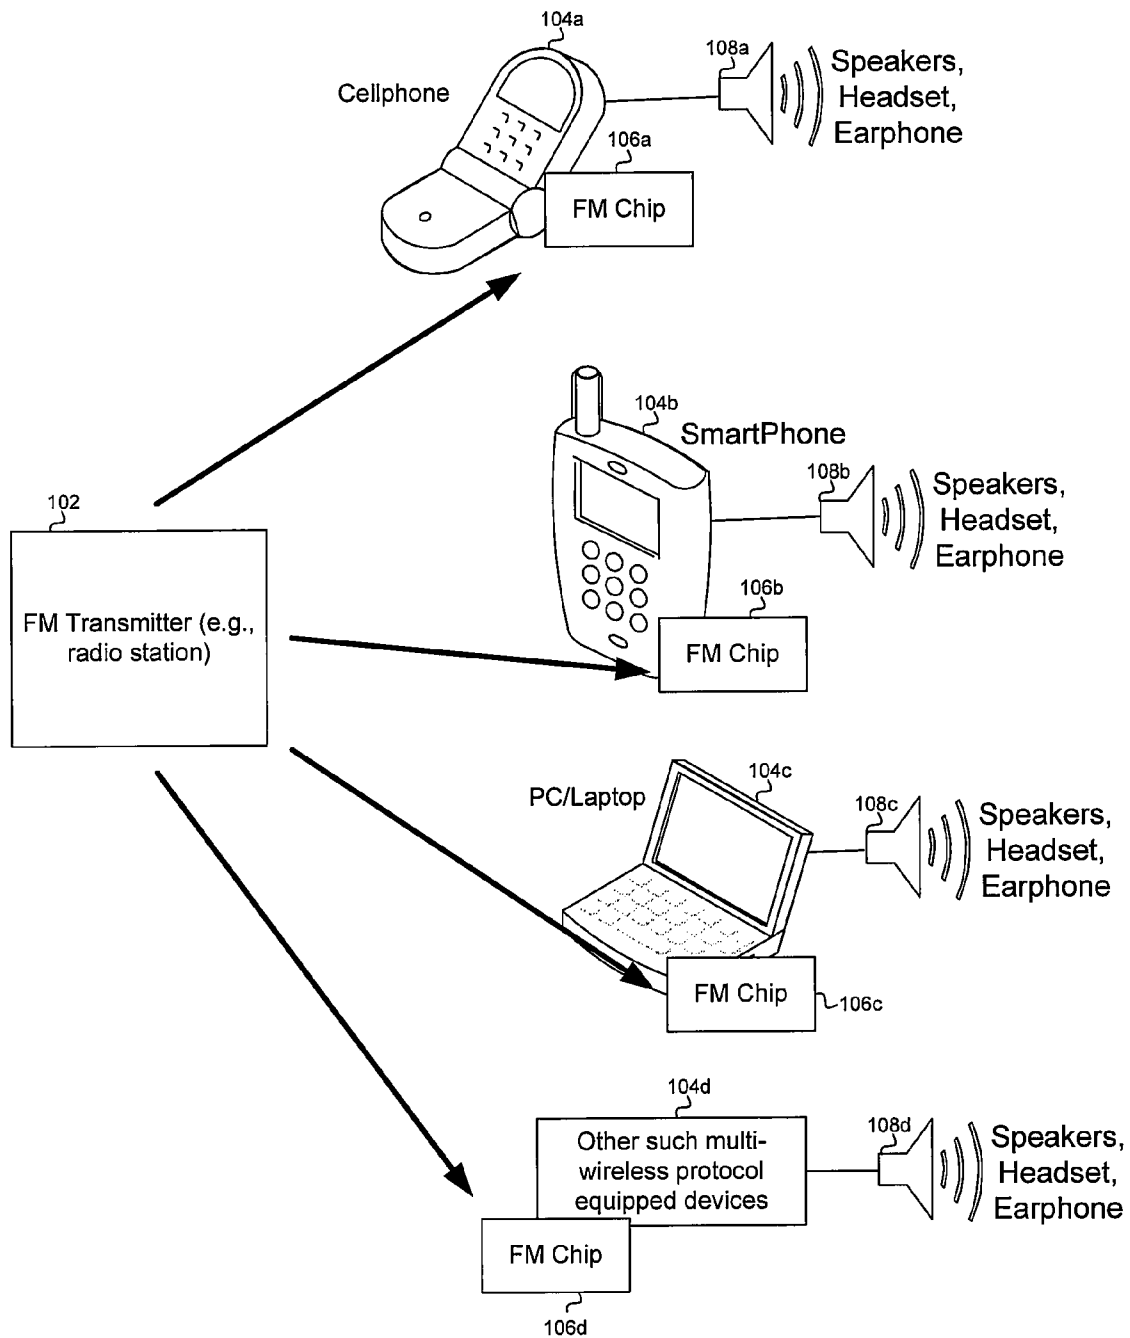 104a
Cellphone
108a
Speakers,
Headset,
Earphone
106a
FM Chip
104b
SmartPhone
108b
Speakers,
Headset,
Earphone
102
FM Transmitter (e.g.,
radio station)
106b
FM Chip
104c
PC/Laptop
108c
Speakers,
Headset,
Earphone
FM Chip
106c
104d
Other such multi-
wireless protocol
equipped devices
108d
Speakers,
Headset,
Earphone
FM Chip
106d